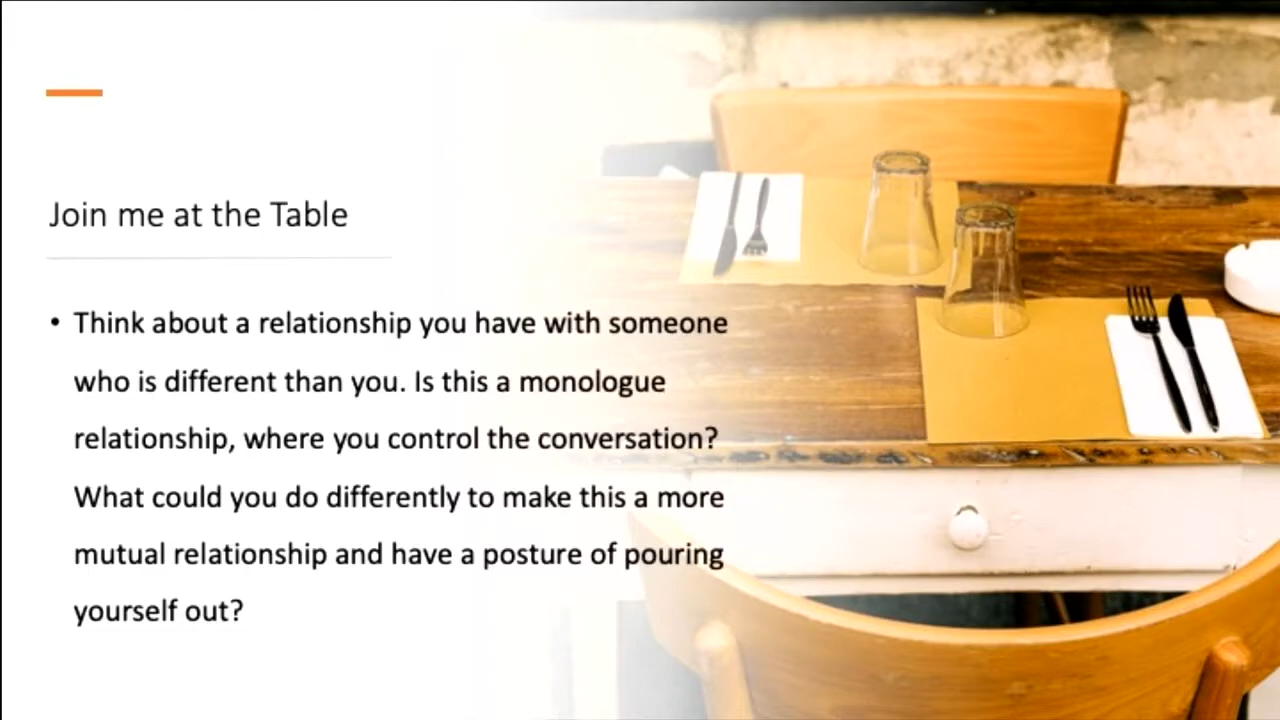 Join me at the Table
• Think about a relationship you have with someone
who is different than you. Is this a monologue
relationship, where you control the conversation?
What could you do differently to make this a more
mutual relationship and have a posture of pouring
yourself out?